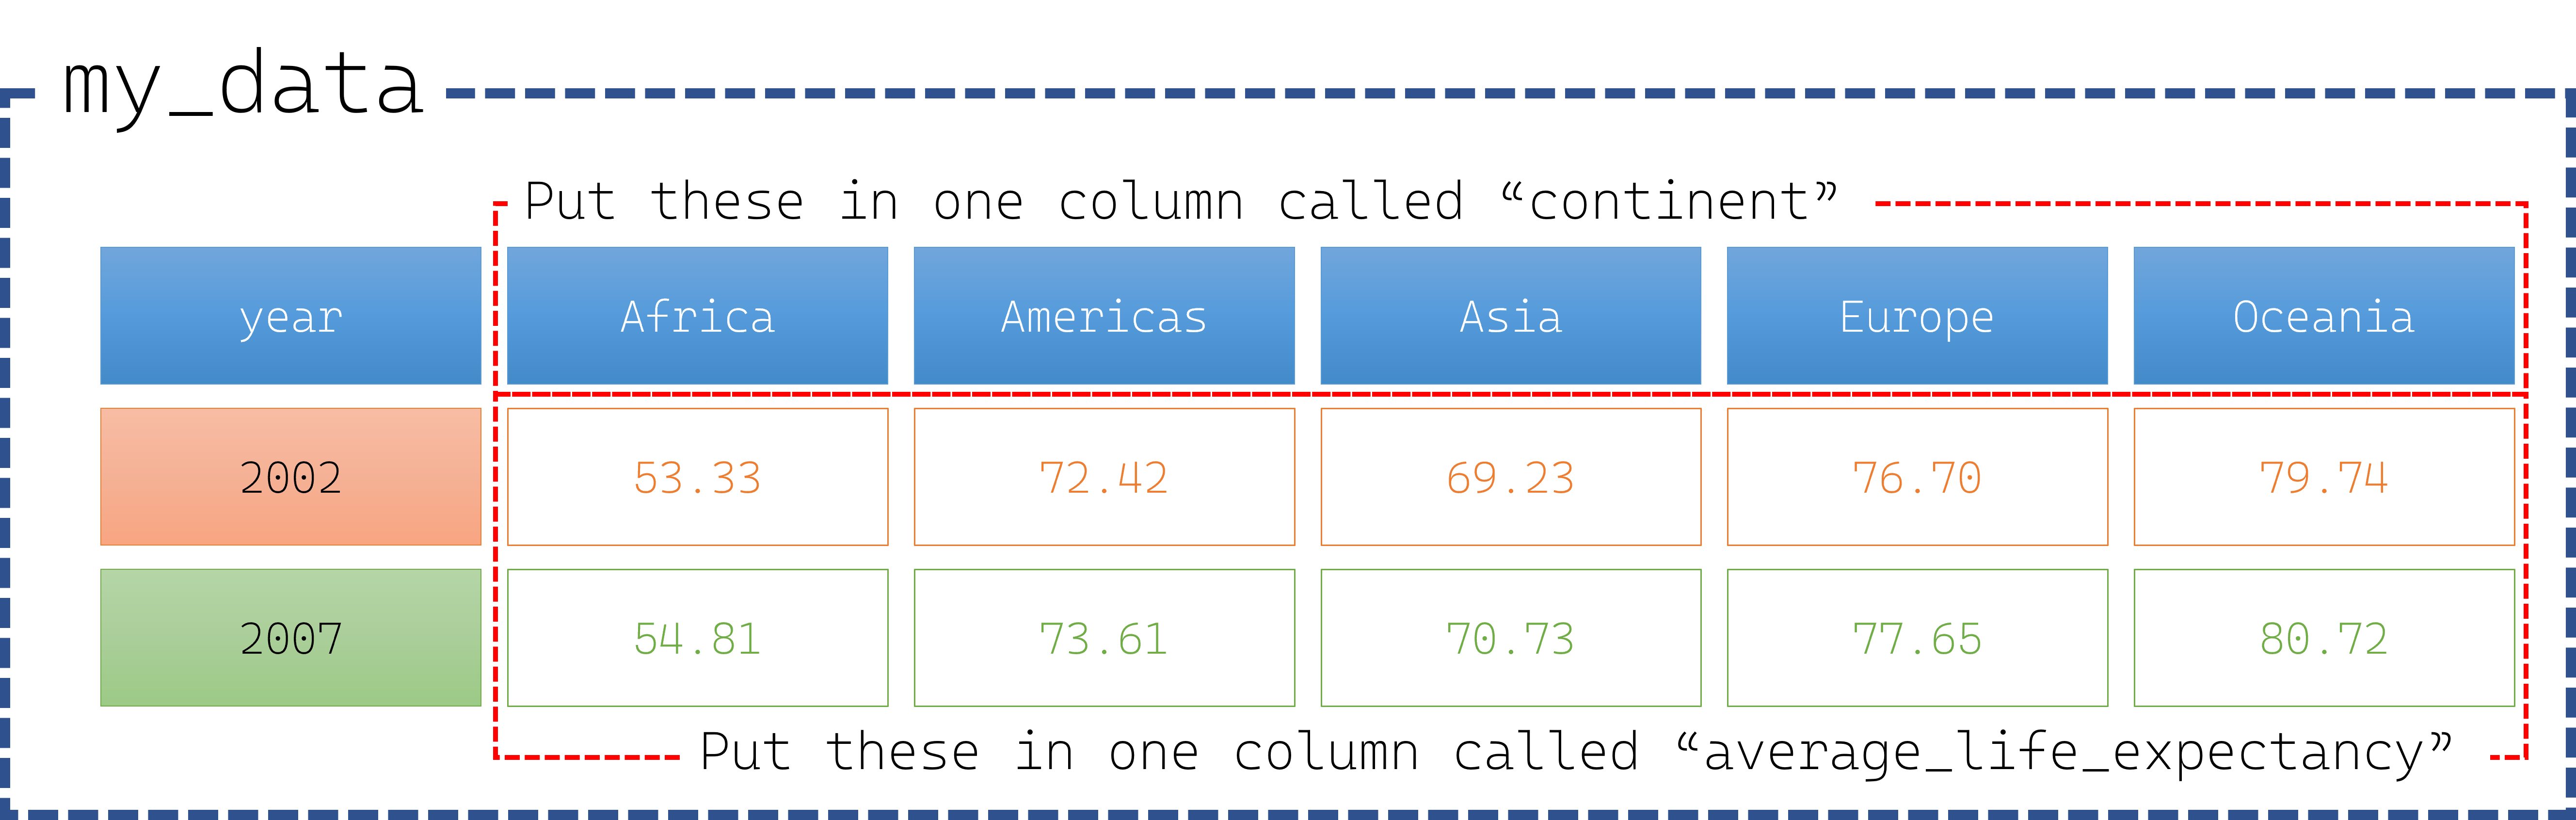 my_data
Put these in one column called “continent”
year Africa Americas Asia Europe Oceania
2002 53.33 72.42 69.23 76.70 79.74
2007 54.81 73.61 70.73 77.65 80.72
Put these in one column called “average_life_expectancy”